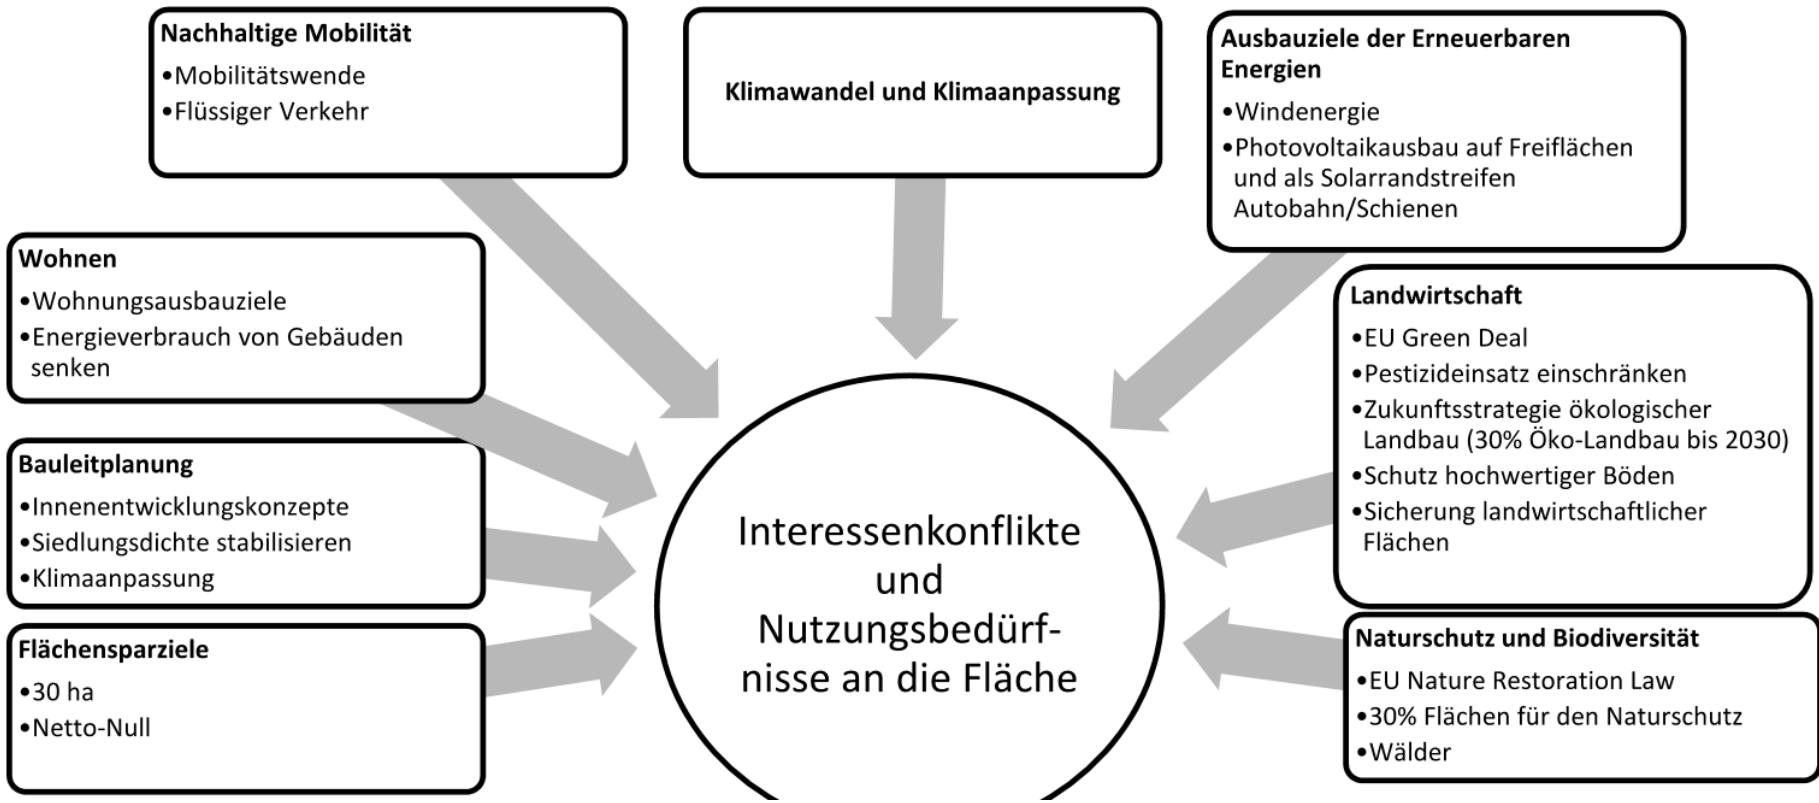 Nachhaltige Mobilität
•Mobilitätswende
•Flüssiger Verkehr
Klimawandel und Klimaanpassung
Ausbauziele der Erneuerbaren
Energien
•Windenergie
•Photovoltaikausbau auf Freiflächen
und als Solarrandstreifen
Autobahn/Schienen
Wohnen
•Wohnungsausbauziele
•Energieverbrauch von Gebäuden
senken
Landwirtschaft
•EU Green Deal
•Pestizideinsatz einschränken
•Zukunftsstrategie ökologischer
Landbau (30% Öko-Landbau bis 2030)
•Schutz hochwertiger Böden
•Sicherung landwirtschaftlicher
Flächen
Bauleitplanung
•Innenentwicklungskonzepte
•Siedlungsdichte stabilisieren
•Klimaanpassung
Interessenkonflikte
und
Nutzungsbedürf-
nisse an die Fläche
Flächensparziele
•30 ha
•Netto-Null
Naturschutz und Biodiversität
•EU Nature Restoration Law
•30% Flächen für den Naturschutz
•Wälder